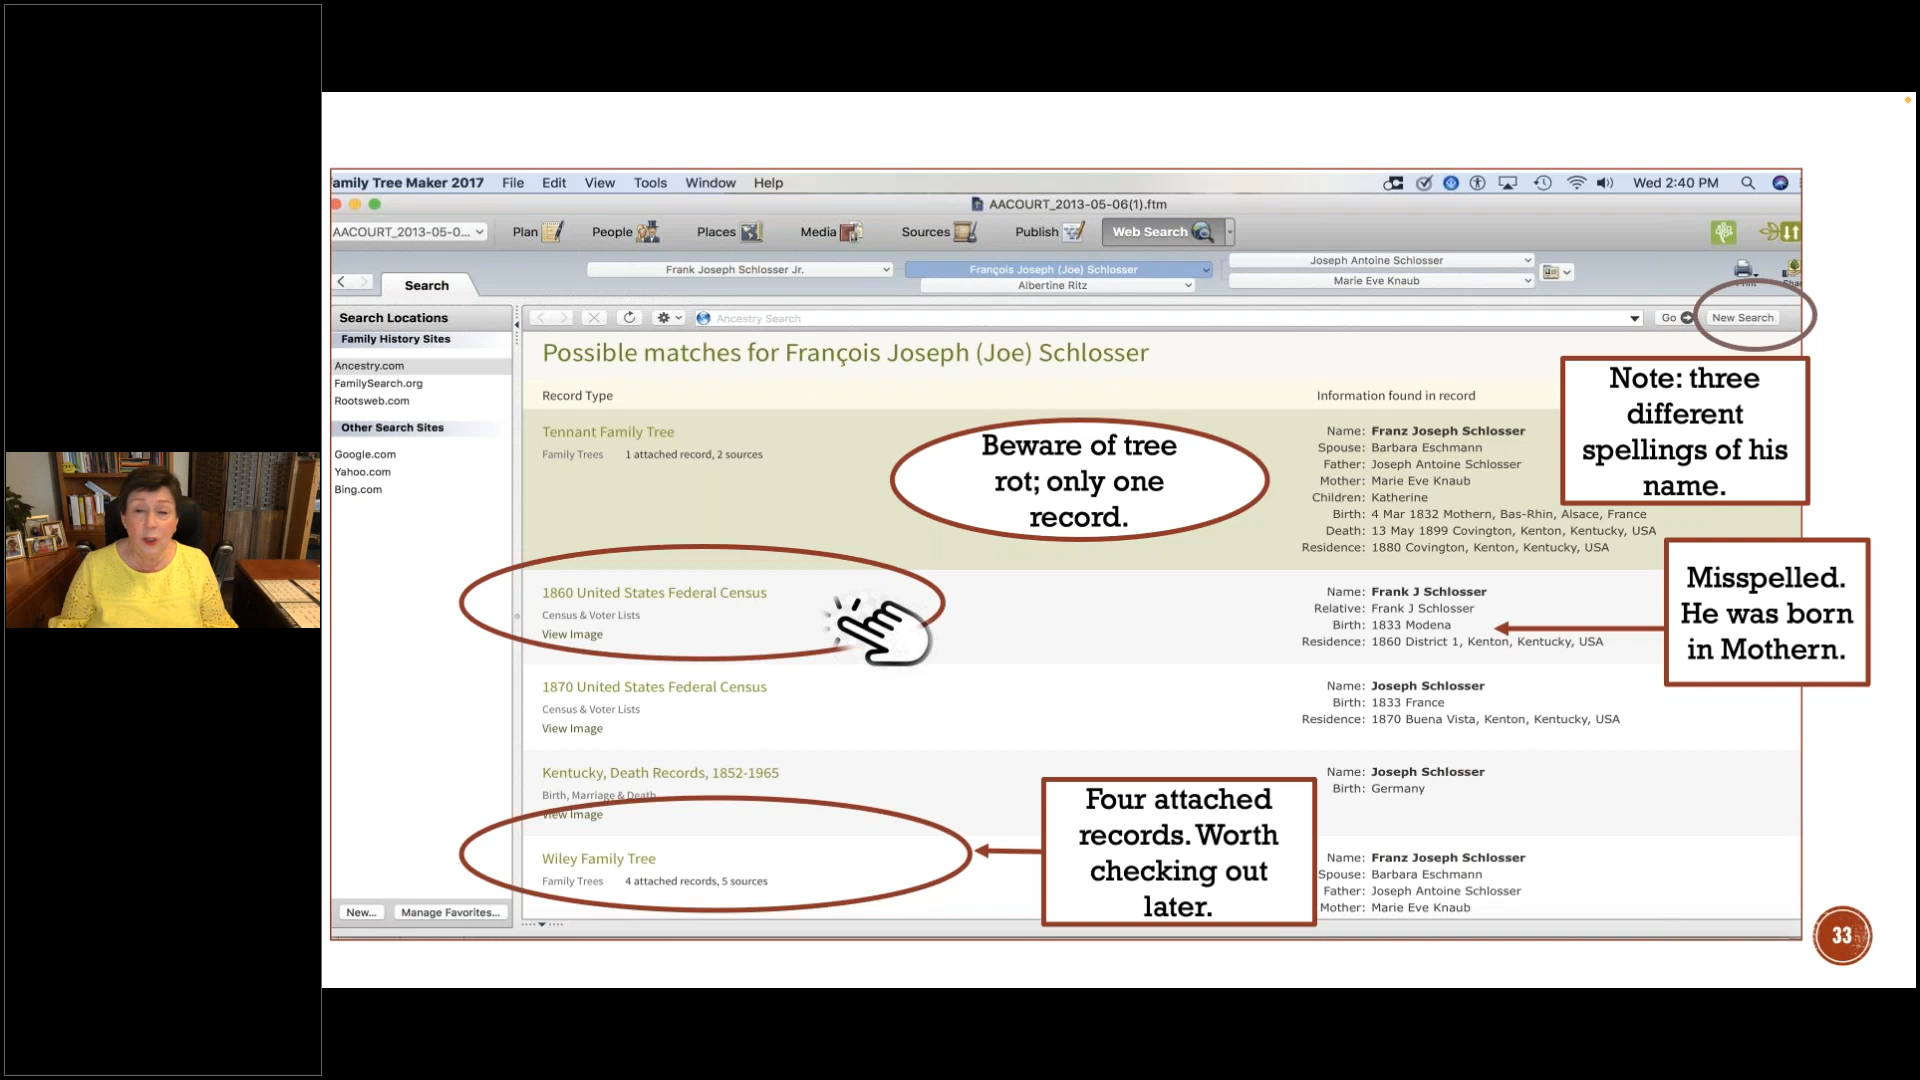 amily Tree Maker 2017 File Edit View Tools Window Help Wed 2:40 PM
AACOURT_2013-05-06(1).ftm
AACOURT_2013-05-0... Plan People Places Media Sources Publish Web Search
Frank Joseph Schlosser Jr.
François Joseph (Joe) Schlosser
Albertine Ritz
Joseph Antoine Schlosser
Marie Eve Knaub
Search
Search Locations
Family History Sites
Ancestry.com
FamilySearch.org
Rootsweb.com
Other Search Sites
Google.com
Yahoo.com
Bing.com
New...
Manage Favorites...
Ancestry Search
Go
New Search
Possible matches for François Joseph (Joe) Schlosser
Record Type
Information found in record
Tennant Family Tree
Family Trees 1 attached record, 2 sources
Beware of tree
rot; only one
record.
Name: Franz Joseph Schlosser
Spouse: Barbara Eschmann
Father: Joseph Antoine Schlosser
Mother: Marie Eve Knaub
Children: Katherine
Birth: 4 Mar 1832 Mothern, Bas-Rhin, Alsace, France
Death: 13 May 1899 Covington, Kenton, Kentucky, USA
Residence: 1880 Covington, Kenton, Kentucky, USA
Note: three
different
spellings of his
name.
1860 United States Federal Census
Census & Voter Lists
View Image
Name: Frank J Schlosser
Relative: Frank J Schlosser
Birth: 1833 Modena
Residence: 1860 District 1, Kenton, Kentucky, USA
Misspelled.
He was born
in Mothern.
1870 United States Federal Census
Census & Voter Lists
View Image
Name: Joseph Schlosser
Birth: 1833 France
Residence: 1870 Buena Vista, Kenton, Kentucky, USA
Kentucky, Death Records, 1852-1965
Birth, Marriage & Death
View Image
Name: Joseph Schlosser
Birth: Germany
Wiley Family Tree
Family Trees 4 attached records, 5 sources
Four attached
records. Worth
checking out
later.
Name: Franz Joseph Schlosser
Spouse: Barbara Eschmann
Father: Joseph Antoine Schlosser
Mother: Marie Eve Knaub
33